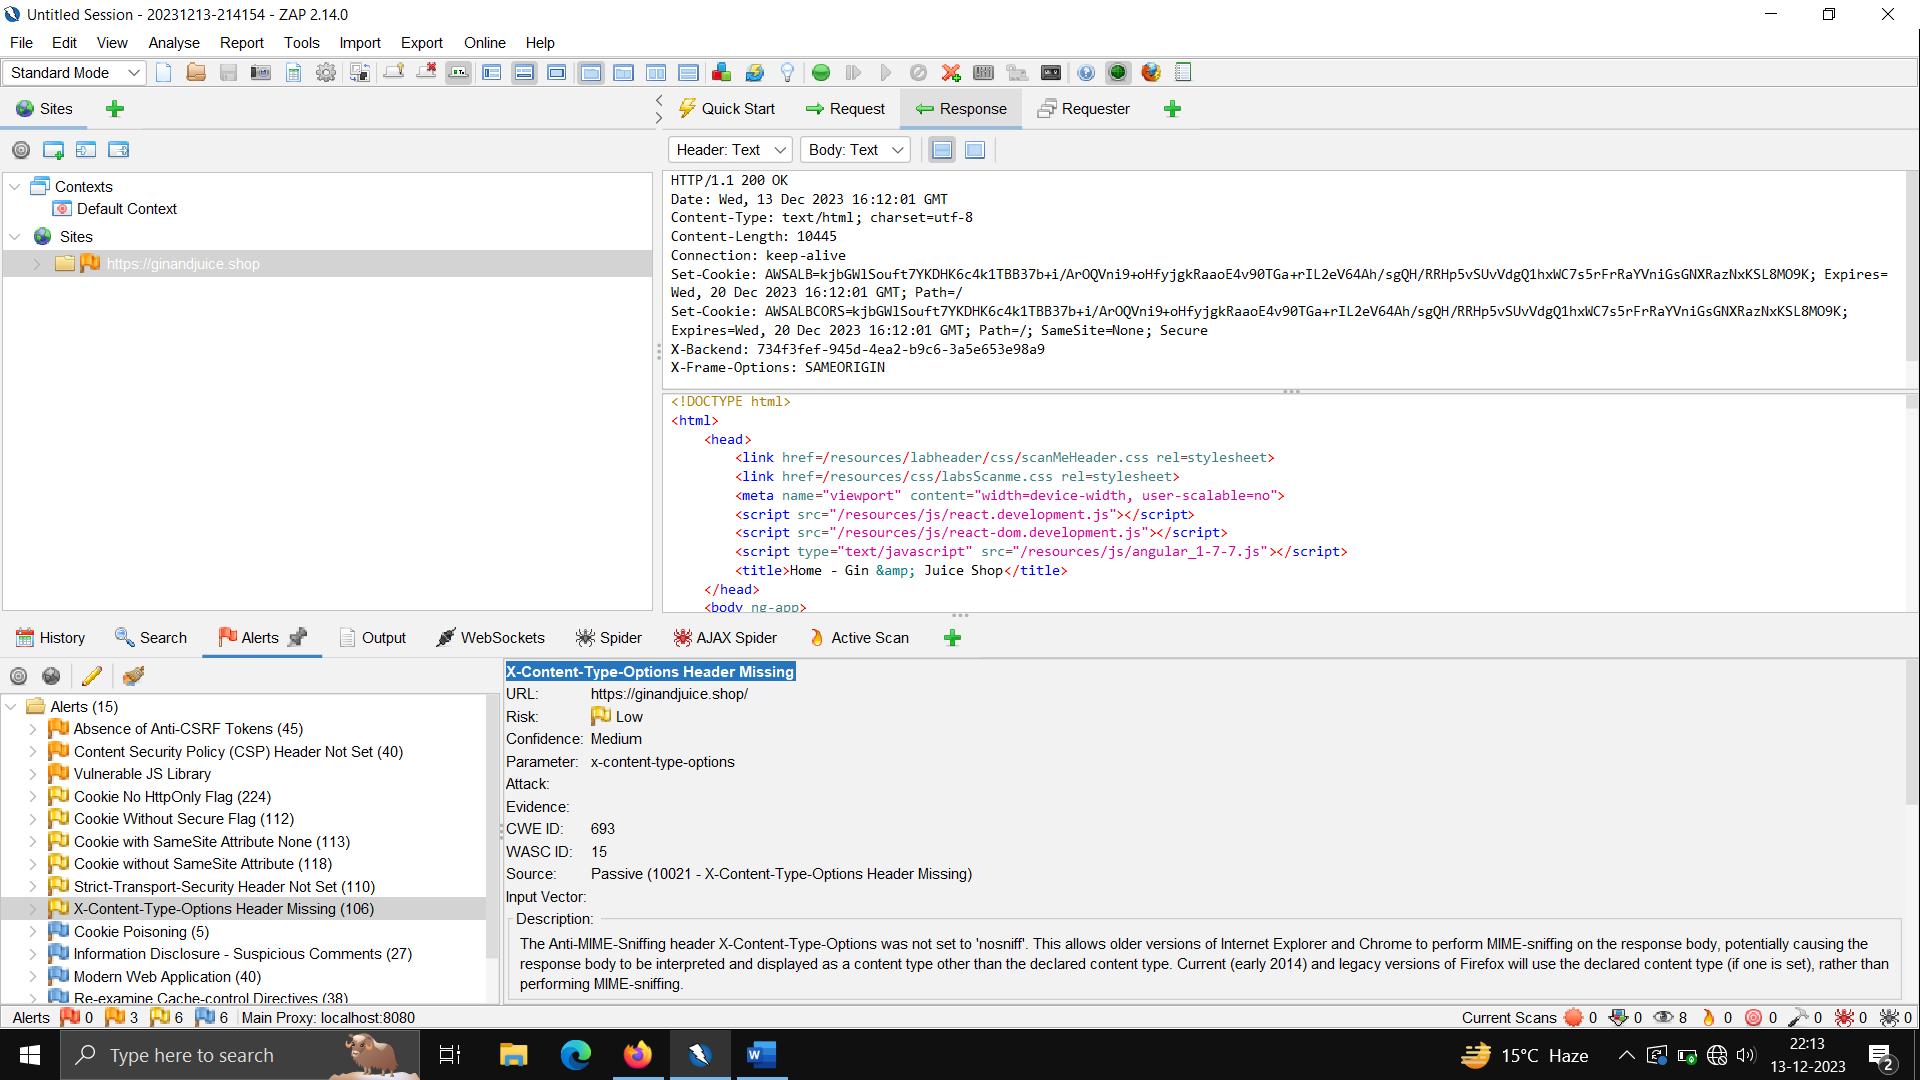 Untitled Session - 20231213-214154 - ZAP 2.14.0
File Edit View Analyse Report Tools Import Export Online Help
Standard Mode
Sites
Quick Start Request Response Requester
Header: Text Body: Text
Contexts
Default Context
Sites
https://ginandjuice.shop
HTTP/1.1 200 OK
Date: Wed, 13 Dec 2023 16:12:01 GMT
Content-Type: text/html; charset=utf-8
Content-Length: 10445
Connection: keep-alive
Set-Cookie: AWSALB=kjbGWlSouft7YKDHK6c4k1TBB37b+i/ArOQVni9+oHfyjgkRaaoE4v90TGa+rIL2eV64Ah/sgQH/RRHp5vSUvVdgQ1hxWC7s5rFrRaYVniGsGNXRazNxKSL8MO9K; Expires=
Wed, 20 Dec 2023 16:12:01 GMT; Path=/
Set-Cookie: AWSALBCORS=kjbGWlSouft7YKDHK6c4k1TBB37b+i/ArOQVni9+oHfyjgkRaaoE4v90TGa+rIL2eV64Ah/sgQH/RRHp5vSUvVdgQ1hxWC7s5rFrRaYVniGsGNXRazNxKSL8MO9K;
Expires=Wed, 20 Dec 2023 16:12:01 GMT; Path=/; SameSite=None; Secure
X-Backend: 734f3fef-945d-4ea2-b9c6-3a5e653e98a9
X-Frame-Options: SAMEORIGIN
<!DOCTYPE html>
<html>
<head>
<link href=/resources/labheader/css/scanMeHeader.css rel=stylesheet>
<link href=/resources/css/labsScanme.css rel=stylesheet>
<meta name="viewport" content="width=device-width, user-scalable=no">
<script src="/resources/js/react.development.js"></script>
<script src="/resources/js/react-dom.development.js"></script>
<script type="text/javascript" src="/resources/js/angular_1-7-7.js"></script>
<title>Home - Gin &amp; Juice Shop</title>
</head>
<body ng-app>
History Search Alerts Output WebSockets Spider AJAX Spider Active Scan
Alerts (15)
Absence of Anti-CSRF Tokens (45)
Content Security Policy (CSP) Header Not Set (40)
Vulnerable JS Library
Cookie No HttpOnly Flag (224)
Cookie Without Secure Flag (112)
Cookie with SameSite Attribute None (113)
Cookie without SameSite Attribute (118)
Strict-Transport-Security Header Not Set (110)
X-Content-Type-Options Header Missing (106)
Cookie Poisoning (5)
Information Disclosure - Suspicious Comments (27)
Modern Web Application (40)
Re-examine Cache-control Directives (38)
X-Content-Type-Options Header Missing
URL: https://ginandjuice.shop/
Risk: Low
Confidence: Medium
Parameter: x-content-type-options
Attack:
Evidence:
CWE ID: 693
WASC ID: 15
Source: Passive (10021 - X-Content-Type-Options Header Missing)
Input Vector:
Description:
The Anti-MIME-Sniffing header X-Content-Type-Options was not set to 'nosniff'. This allows older versions of Internet Explorer and Chrome to perform MIME-sniffing on the response body, potentially causing the
response body to be interpreted and displayed as a content type other than the declared content type. Current (early 2014) and legacy versions of Firefox will use the declared content type (if one is set), rather than
performing MIME-sniffing.
Alerts 0 3 6 6 Main Proxy: localhost:8080
Current Scans 0 0 8 0 0 0 0 0
Type here to search
15°C Haze
22:13
13-12-2023
2